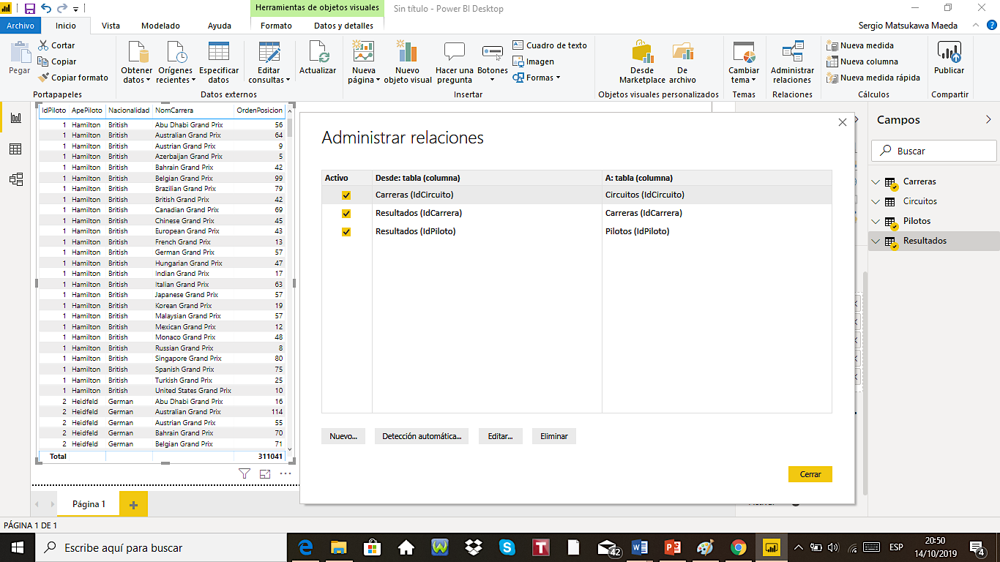 Herramientas de objetos visuales
Sin título - Power BI Desktop
Archivo Inicio Vista Modelado Ayuda Formato Datos y detalles
Sergio Matsukawa Maeda
Pegar
Cortar
Copiar
Copiar formato
Portapapeles
Obtener datos
Orígenes recientes
Especificar datos
Editar consultas
Datos externos
Actualizar
Nueva página
Nuevo objeto visual
Hacer una pregunta
Botones
Cuadro de texto
Imagen
Formas
Insertar
Desde Marketplace
De archivo
Objetos visuales personalizados
Cambiar tema
Temas
Administrar relaciones
Relaciones
Nueva medida
Nueva columna
Nueva medida rápida
Cálculos
Publicar
Compartir
IdPiloto ApePiloto Nacionalidad NomCarrera OrdenPosicion
1 Hamilton British Abu Dhabi Grand Prix 56
1 Hamilton British Australian Grand Prix 64
1 Hamilton British Austrian Grand Prix 9
1 Hamilton British Azerbaijan Grand Prix 5
1 Hamilton British Bahrain Grand Prix 42
1 Hamilton British Belgian Grand Prix 99
1 Hamilton British Brazilian Grand Prix 79
1 Hamilton British British Grand Prix 42
1 Hamilton British Canadian Grand Prix 69
1 Hamilton British Chinese Grand Prix 45
1 Hamilton British European Grand Prix 43
1 Hamilton British French Grand Prix 13
1 Hamilton British German Grand Prix 57
1 Hamilton British Hungarian Grand Prix 47
1 Hamilton British Indian Grand Prix 17
1 Hamilton British Italian Grand Prix 63
1 Hamilton British Japanese Grand Prix 57
1 Hamilton British Korean Grand Prix 19
1 Hamilton British Malaysian Grand Prix 57
1 Hamilton British Mexican Grand Prix 12
1 Hamilton British Monaco Grand Prix 48
1 Hamilton British Russian Grand Prix 8
1 Hamilton British Singapore Grand Prix 80
1 Hamilton British Spanish Grand Prix 75
1 Hamilton British Turkish Grand Prix 25
1 Hamilton British United States Grand Prix 10
2 Heidfeld German Abu Dhabi Grand Prix 16
2 Heidfeld German Australian Grand Prix 114
2 Heidfeld German Austrian Grand Prix 55
2 Heidfeld German Bahrain Grand Prix 70
2 Heidfeld German Belgian Grand Prix 71
Total 311041
Administrar relaciones
Activo Desde: tabla (columna) A: tabla (columna)
Carreras (IdCircuito) Circuitos (IdCircuito)
Resultados (IdCarrera) Carreras (IdCarrera)
Resultados (IdPiloto) Pilotos (IdPiloto)
Nuevo... Detección automática... Editar... Eliminar
Cerrar
Campos
Buscar
Carreras
Circuitos
Pilotos
Resultados
Página 1
PÁGINA 1 DE 1
Escribe aquí para buscar
42
ESP
20:50
14/10/2019
4